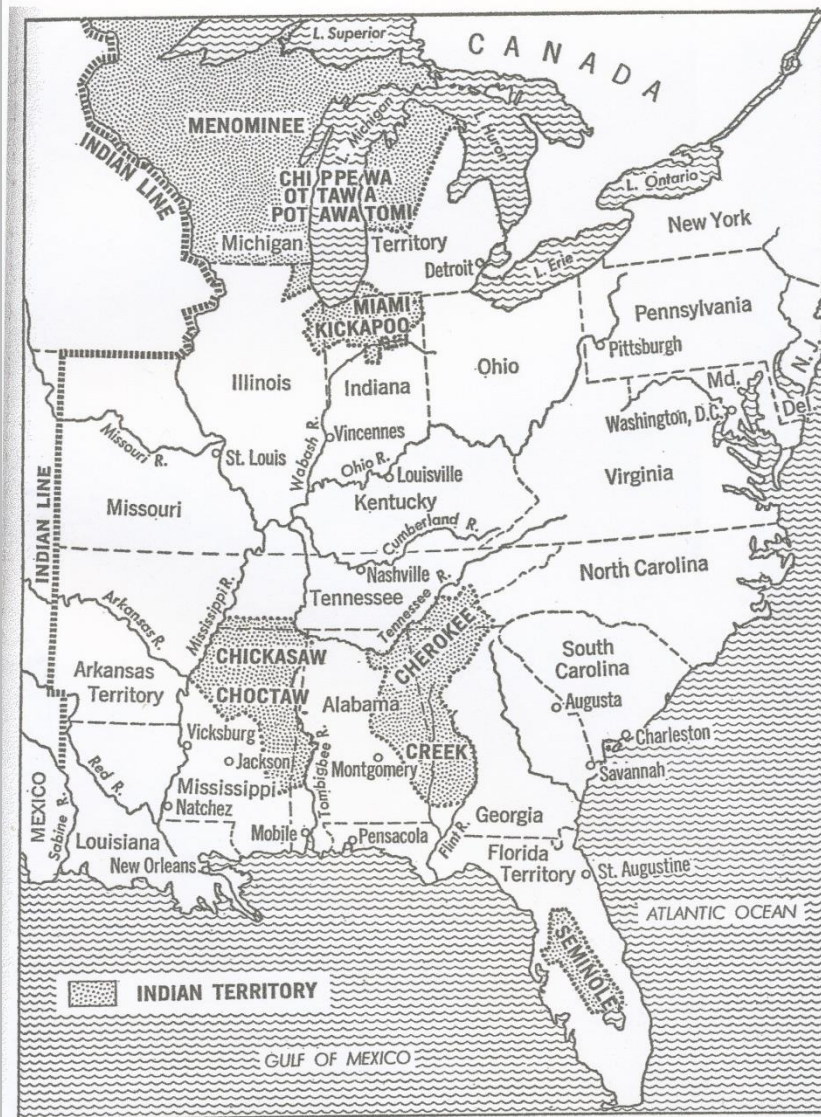 L. Superior
CANADA
MENOMINEE
L. Michigan
L. Huron
INDIAN LINE
CHIPPEWA
OTTAWA
POTAWATOMI
L. Ontario
Michigan Territory
New York
Detroit
L. Erie
MIAMI
KICKAPOO
Pennsylvania
Pittsburgh
N.J.
Illinois
Indiana
Ohio
Md.
Del.
Washington, D.C.
Missouri R.
St. Louis
Wabash R.
Vincennes
Ohio R.
Louisville
Virginia
INDIAN LINE
Missouri
Kentucky
Cumberland R.
Nashville
Tennessee
Tennessee R.
North Carolina
Arkansas R.
Mississippi R.
CHICKASAW
CHEROKEE
South
Carolina
Arkansas
Territory
CHOCTAW
Alabama
Augusta
Vicksburg
Jackson
CREEK
Charleston
Montgomery
Savannah
MEXICO
Sabine R.
Red R.
Mississippi
Tombigbee R.
Natchez
Georgia
Flint R.
Louisiana
Mobile
Pensacola
New Orleans
Florida
Territory
St. Augustine
ATLANTIC OCEAN
SEMINOLE
INDIAN TERRITORY
GULF OF MEXICO